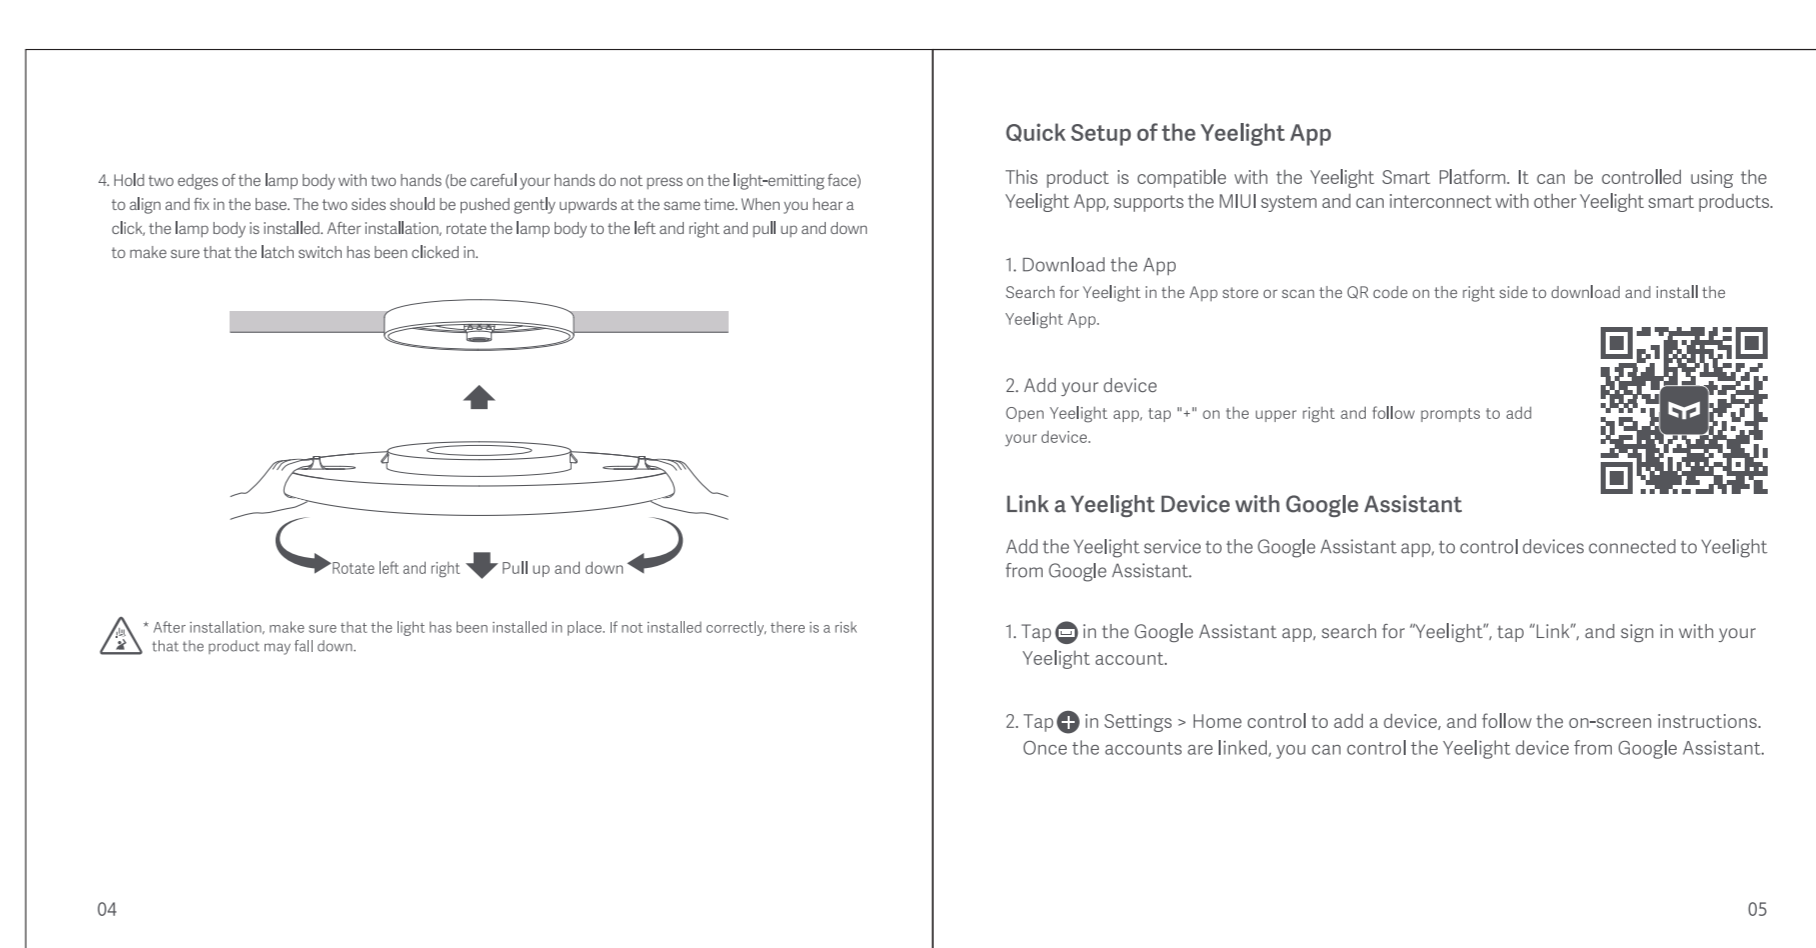 4. Hold two edges of the lamp body with two hands (be careful your hands do not press on the light-emitting face)
to align and fix in the base. The two sides should be pushed gently upwards at the same time. When you hear a
click, the lamp body is installed. After installation, rotate the lamp body to the left and right and pull up and down
to make sure that the latch switch has been clicked in.
Rotate left and right Pull up and down
* After installation, make sure that the light has been installed in place. If not installed correctly, there is a risk
that the product may fall down.
04
Quick Setup of the Yeelight App
This product is compatible with the Yeelight Smart Platform. It can be controlled using the
Yeelight App, supports the MIUI system and can interconnect with other Yeelight smart products.
1. Download the App
Search for Yeelight in the App store or scan the QR code on the right side to download and install the
Yeelight App.
2. Add your device
Open Yeelight app, tap "+" on the upper right and follow prompts to add
your device.
Link a Yeelight Device with Google Assistant
Add the Yeelight service to the Google Assistant app, to control devices connected to Yeelight
from Google Assistant.
1. Tap in the Google Assistant app, search for “Yeelight”, tap “Link”, and sign in with your
Yeelight account.
2. Tap in Settings > Home control to add a device, and follow the on-screen instructions.
Once the accounts are linked, you can control the Yeelight device from Google Assistant.
05